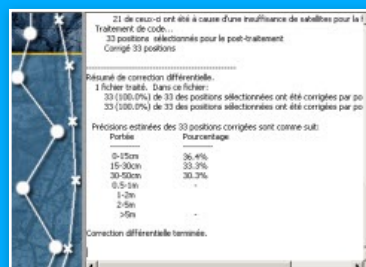 21 de ceux-ci ont été à cause d'une insuffisance de satellites pour la
Traitement de code...
33 positions sélectionnés pour le post-traitement
Corrigé 33 positions
Résumé de correction différentielle.
1 fichier traité. Dans ce fichier:
33 (100.0%) de 33 des positions sélectionnées ont été corrigées par po
33 (100.0%) de 33 des positions sélectionnées ont été corrigées par po
Précisions estimées des 33 positions corrigées sont comme suit:
Portée Pourcentage
0-15cm 36.4%
15-30cm 33.3%
30-50cm 30.3%
0.5-1m -
1-2m
2-5m
>5m -
Correction différentielle terminée.